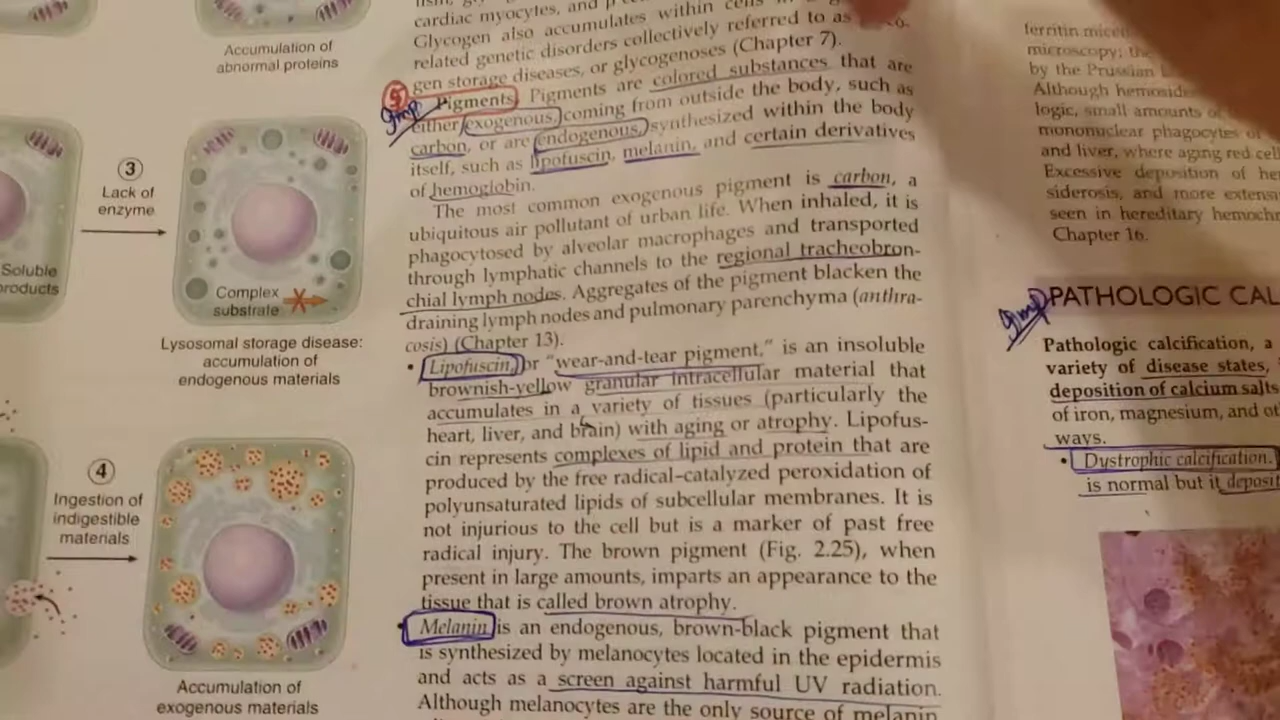 Accumulation of
abnormal proteins
3
Lack of
enzyme
Soluble
products
Complex
substrate
Lysosomal storage disease:
accumulation of
endogenous materials
4
Ingestion of
indigestible
materials
Accumulation of
exogenous materials
cardiac myocytes, and
Glycogen also accumulates within cells in
related genetic disorders collectively referred to as
gen storage diseases, or glycogenoses (Chapter 7).
5 Pigments. Pigments are colored substances that are
Imp either exogenous, coming from outside the body, such as
carbon, or are endogenous, synthesized within the body
itself, such as lipofuscin, melanin, and certain derivatives
of hemoglobin.
The most common exogenous pigment is carbon, a
ubiquitous air pollutant of urban life. When inhaled, it is
phagocytosed by alveolar macrophages and transported
through lymphatic channels to the regional tracheobron-
chial lymph nodes. Aggregates of the pigment blacken the
draining lymph nodes and pulmonary parenchyma (anthra-
cosis) (Chapter 13).
• Lipofuscin, or "wear-and-tear pigment," is an insoluble
brownish-yellow granular intracellular material that
accumulates in a variety of tissues (particularly the
heart, liver, and brain) with aging or atrophy. Lipofus-
cin represents complexes of lipid and protein that are
produced by the free radical–catalyzed peroxidation of
polyunsaturated lipids of subcellular membranes. It is
not injurious to the cell but is a marker of past free
radical injury. The brown pigment (Fig. 2.25), when
present in large amounts, imparts an appearance to the
tissue that is called brown atrophy.
• Melanin is an endogenous, brown-black pigment that
is synthesized by melanocytes located in the epidermis
and acts as a screen against harmful UV radiation.
Although melanocytes are the only source of melanin
ferritin
microscopy;
by the Prussian
Although
logic, small amounts
mononuclear phagocytes
and liver, where aging red
Excessive deposition of
siderosis, and more
seen in hereditary
Chapter 16.
Imp PATHOLOGIC
Pathologic calcification, a
variety of disease states,
deposition of calcium salts
of iron, magnesium, and
ways.
• Dystrophic calcification.
is normal but it